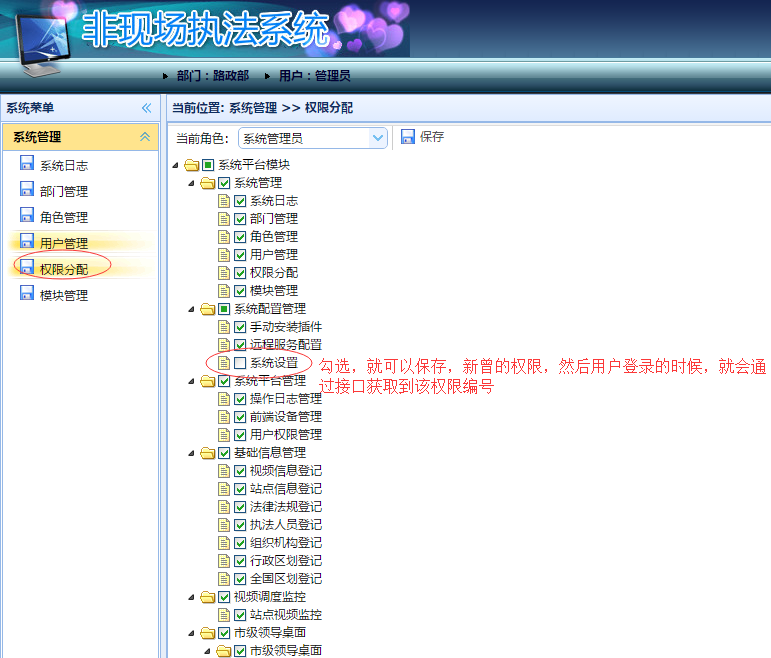 非现场执法系统
部门：路政部 用户：管理员
系统菜单
当前位置: 系统管理 >> 权限分配
系统管理
当前角色: 系统管理员 保存
系统日志
部门管理
角色管理
用户管理
权限分配
模块管理
系统平台模块
系统管理
系统日志
部门管理
角色管理
用户管理
权限分配
模块管理
系统配置管理
手动安装插件
远程服务配置
系统设置
勾选，就可以保存，新曾的权限，然后用户登录的时候，就会通
过接口获取到该权限编号
系统平台管理
操作日志管理
前端设备管理
用户权限管理
基础信息管理
视频信息登记
站点信息登记
法律法规登记
执法人员登记
组织机构登记
行政区划登记
全国区划登记
视频调度监控
站点视频监控
市级领导桌面
市级领导桌面